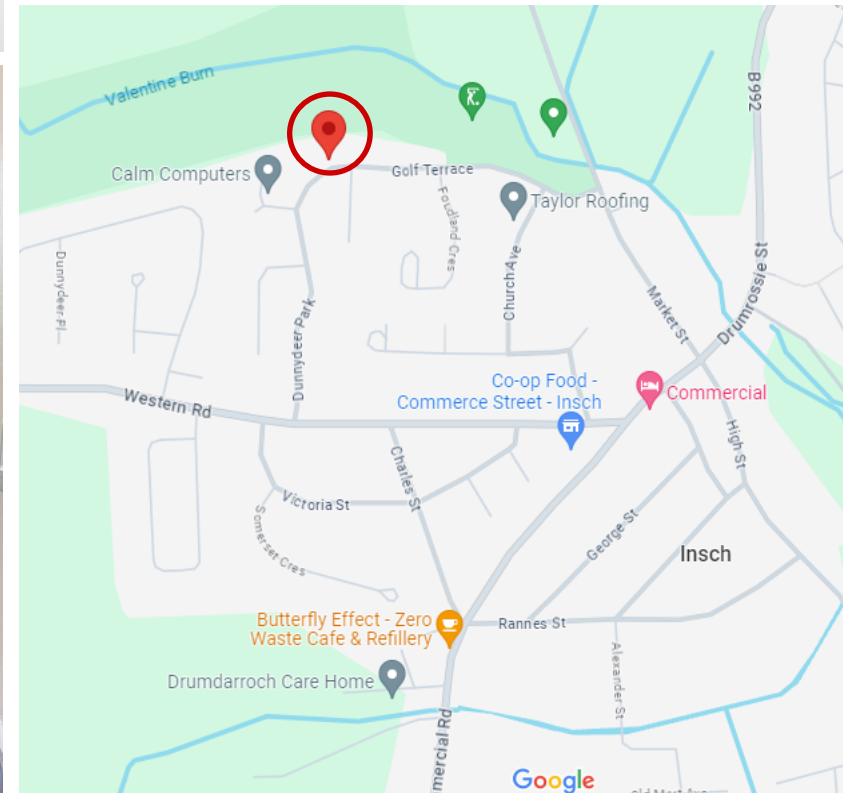 Valentine Burn
B992
Calm Computers
Golf Terrace
Taylor Roofing
Foudland Cres
Church Ave
Dunnydeer Pl
Dunnydeer Park
Market St
Drumrossie St
Western Rd
Co-op Food -
Commerce Street - Insch
Commercial
High St
Charles St
Victoria St
Somerset Cres
George St
Insch
Butterfly Effect - Zero
Waste Cafe & Refillery
Rannes St
Alexander St
Drumdarroch Care Home
mercial Rd
Google